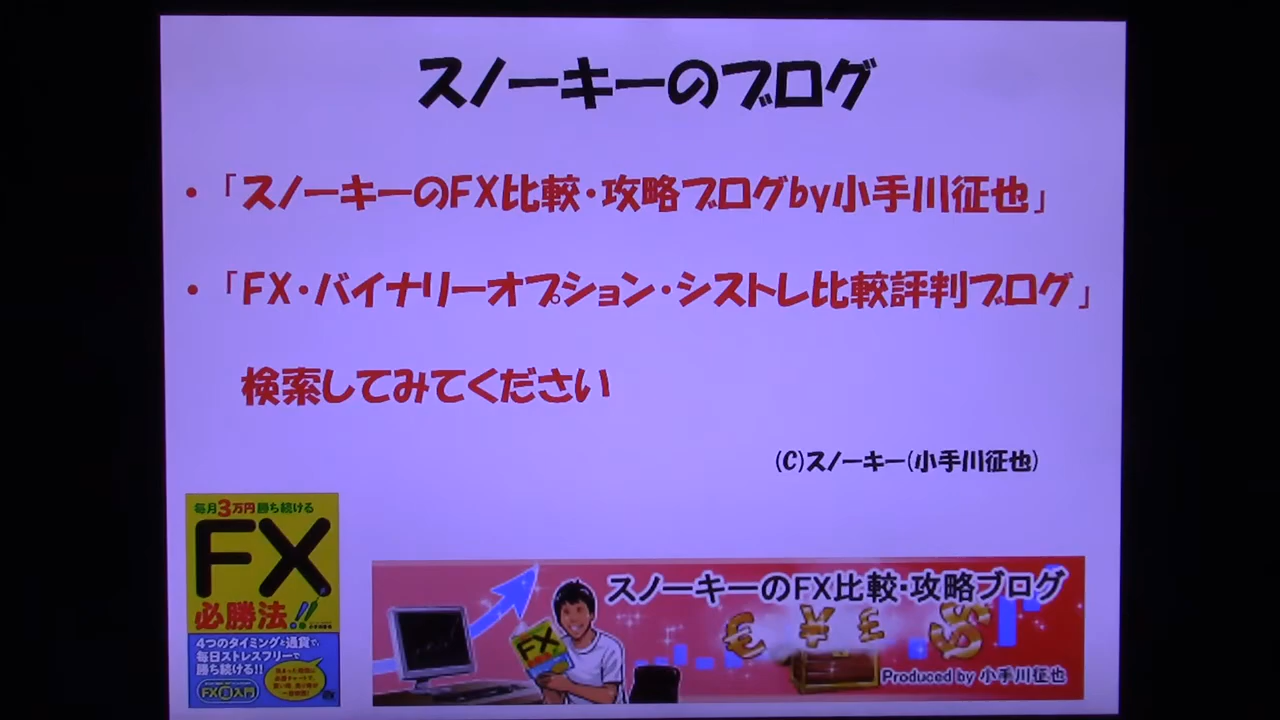 スノーキーのブログ
・「スノーキーのFX比較・攻略ブログby小手川征也」
・「FX・バイナリーオプション・シストレ比較評判ブログ」
検索してみてください
(C)スノーキー(小手川征也)
毎月3万円勝ち続ける
FX
必勝法!!
4つのタイミングと通貨で、
毎日ストレスフリーで
勝ち続ける!!
FX超入門
スノーキーのFX比較・攻略ブログ
FX
Produced by 小手川征也